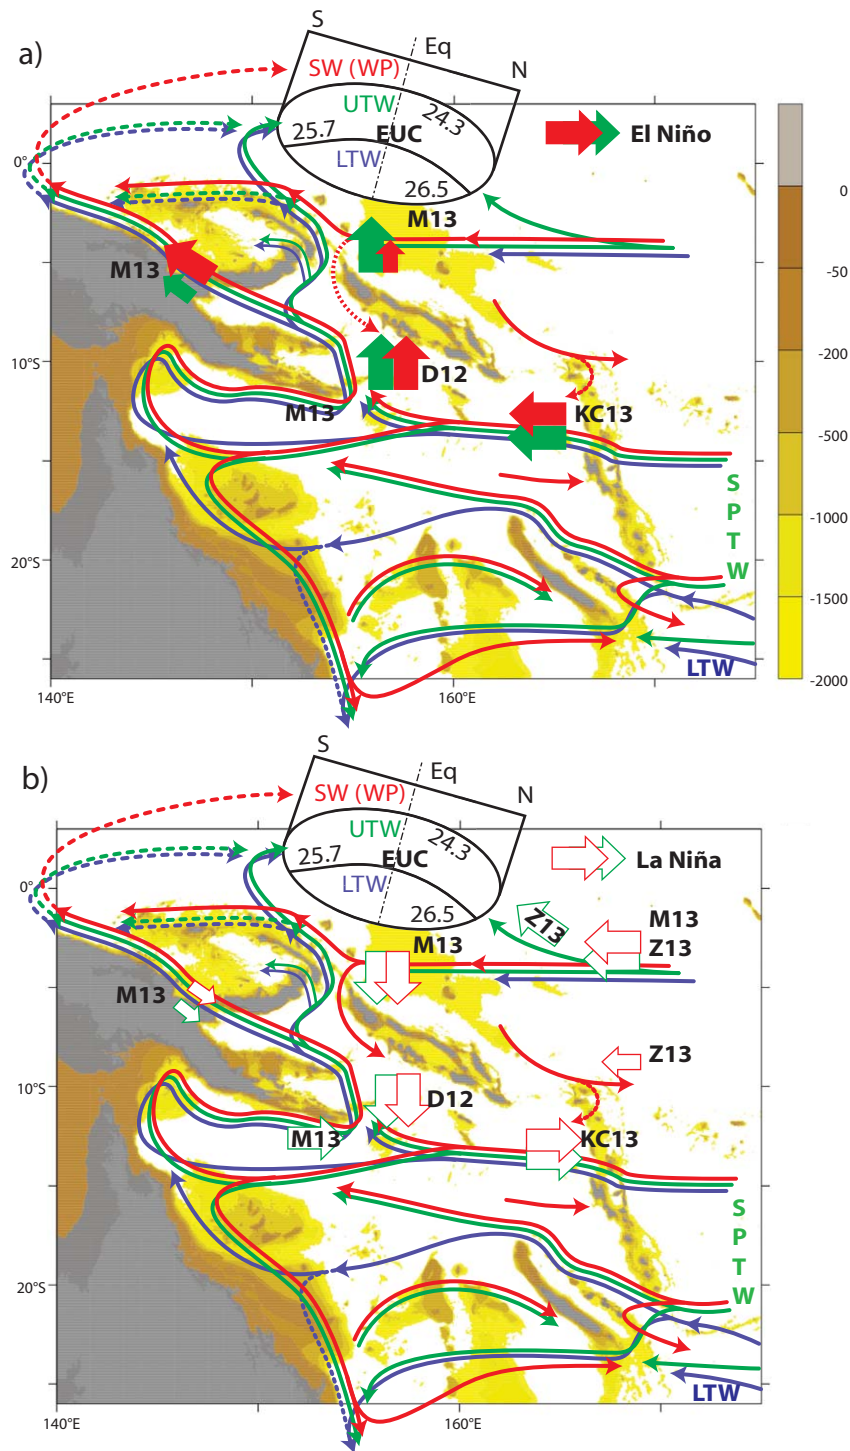 a)
S
Eq
N
SW (WP)
UTW
24.3
25.7
EUC
LTW
26.5
El Niño
0°
M13
M13
10°S
D12
M13
KC13
S
P
T
W
20°S
LTW
140°E
160°E
0
-50
-200
-500
-1000
-1500
-2000
b)
S
Eq
N
SW (WP)
UTW
24.3
25.7
EUC
LTW
26.5
La Niña
0°
Z13
M13
Z13
M13
M13
Z13
10°S
D12
M13
KC13
S
P
T
W
20°S
LTW
140°E
160°E